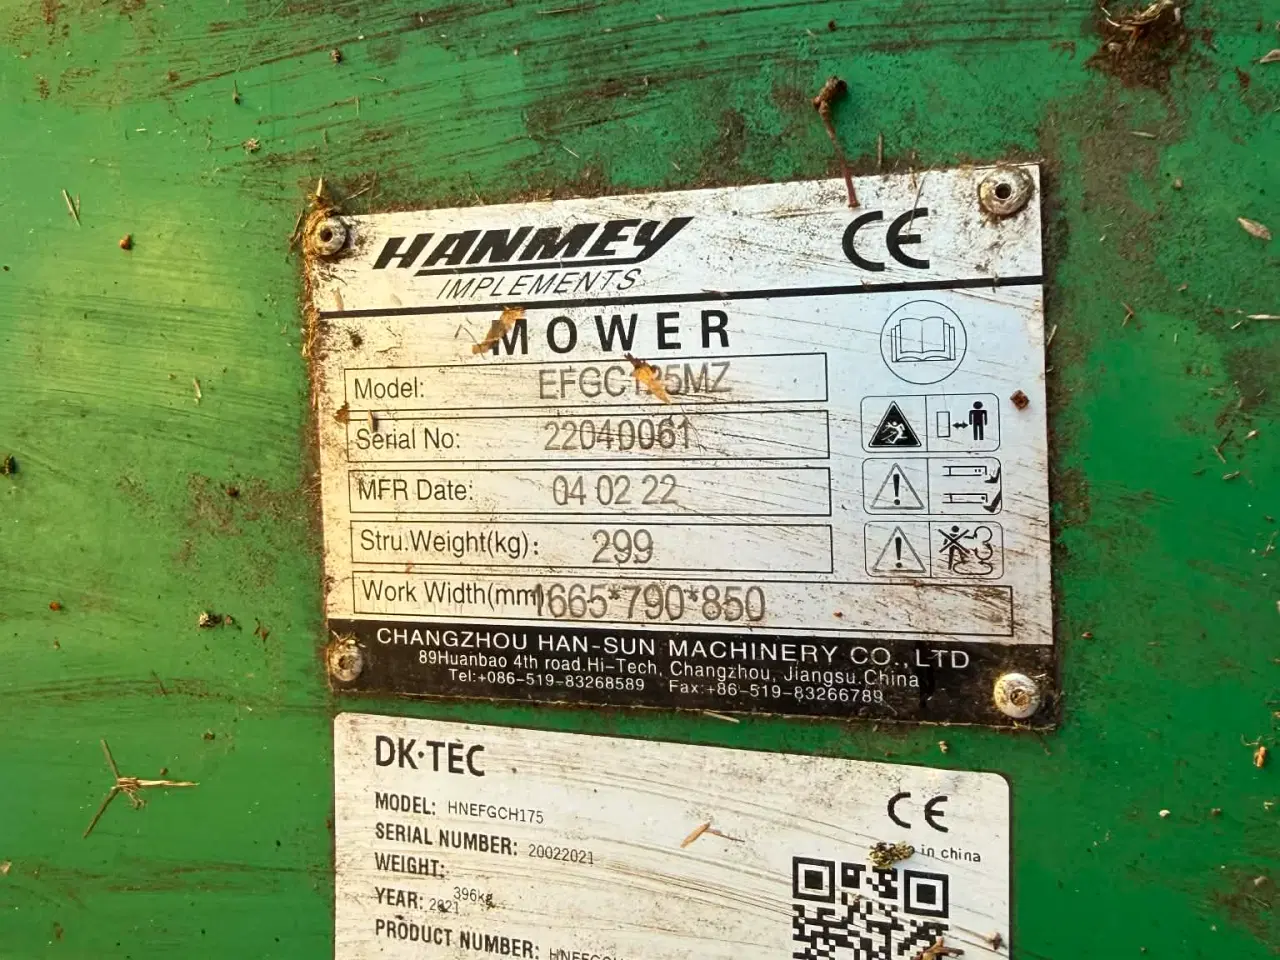 HANMEY
CE
IMPLEMENTS
MOWER
Model:
Serial No: 22040061
MFR Date: 04 02 22
Stru.Weight(kg): 299
Work Width(mm) 1665*790*850
CHANGZHOU HAN-SUN MACHINERY CO.,LTD
89Huanbao 4th road.Hi-Tech, Changzhou, Jiangsu.China
Tel:+086-519-83268589 Fax:+86-519-83266789
DK·TEC
CE
MODEL: HNEFGCH175
SERIAL NUMBER: 20022021
in china
WEIGHT:
396kg
YEAR: 2021
PRODUCT NUMBER: